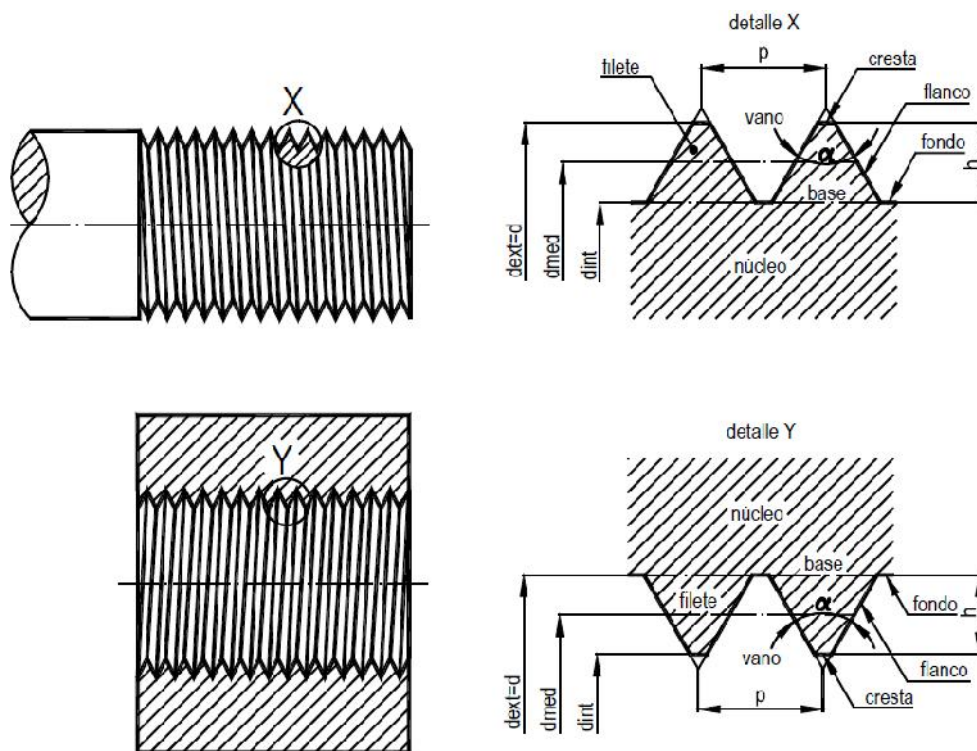 detalle X
p
cresta
filete
flanco
X
vano
fondo
α
h
base
dext=d
dmed
dint
núcleo
detalle Y
Y
núcleo
base
filete
α
fondo
h
vano
flanco
dext=d
dmed
dint
p
cresta